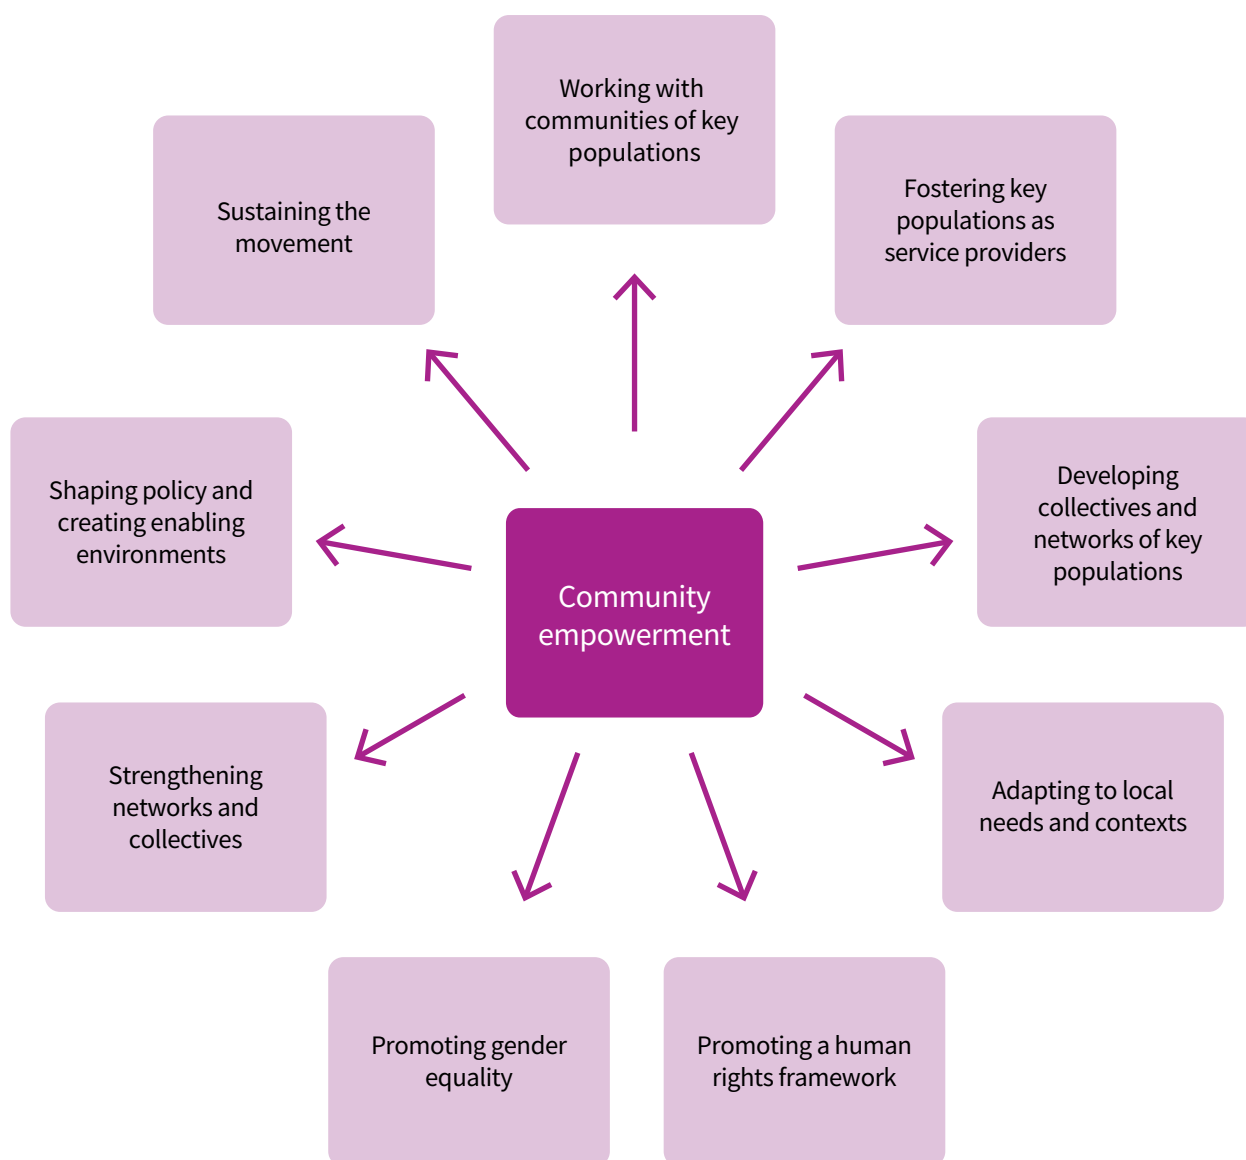 Working with
communities of key
populations
Fostering key
populations as
service providers
Developing
collectives and
networks of key
populations
Adapting to local
needs and contexts
Promoting a human
rights framework
Promoting gender
equality
Strengthening
networks and
collectives
Shaping policy and
creating enabling
environments
Sustaining the
movement
Community
empowerment